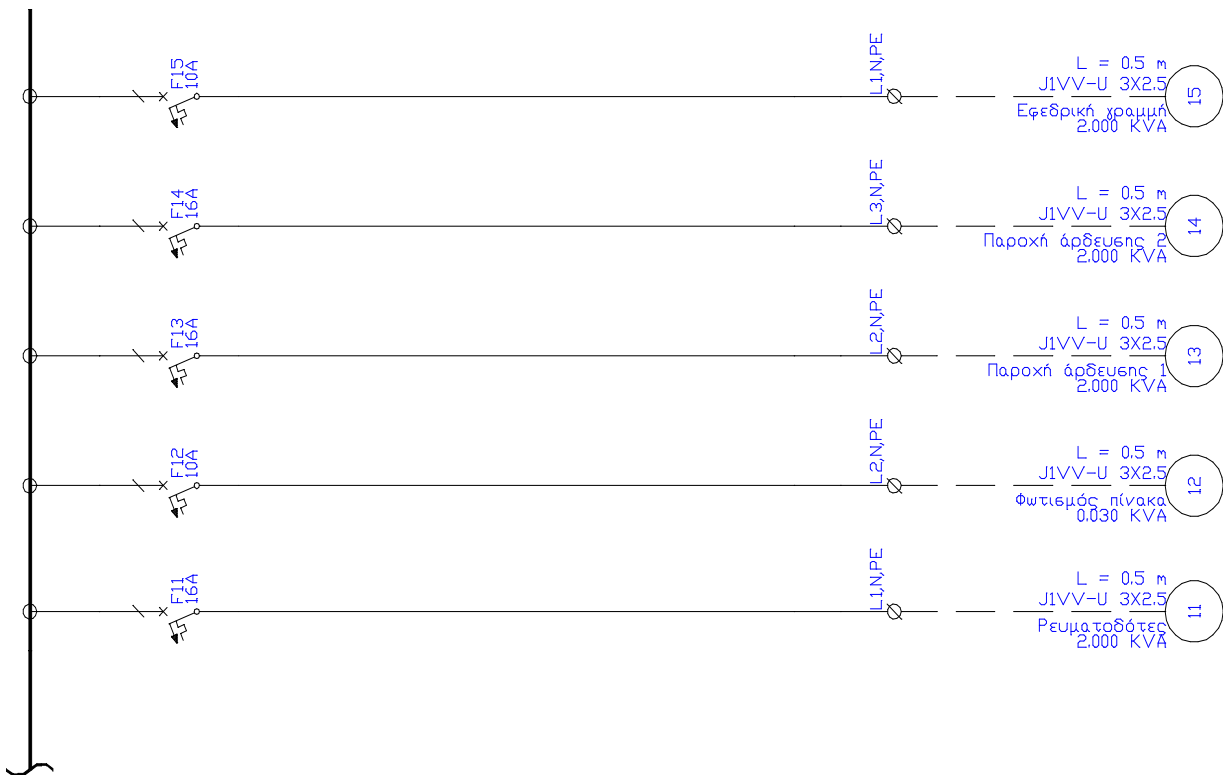 F15
10A
L1,N,PE
L = 0.5 m
J1VV-U 3X2.5
Εφεδρική γραμμή
2.000 KVA
15
F14
16A
L3,N,PE
L = 0.5 m
J1VV-U 3X2.5
Παροχή άρδευσης 2
2.000 KVA
14
F13
16A
L2,N,PE
L = 0.5 m
J1VV-U 3X2.5
Παροχή άρδευσης 1
2.000 KVA
13
F12
10A
L2,N,PE
L = 0.5 m
J1VV-U 3X2.5
Φωτισμός πίνακα
0.030 KVA
12
F11
16A
L1,N,PE
L = 0.5 m
J1VV-U 3X2.5
Ρευματοδότες
2.000 KVA
11